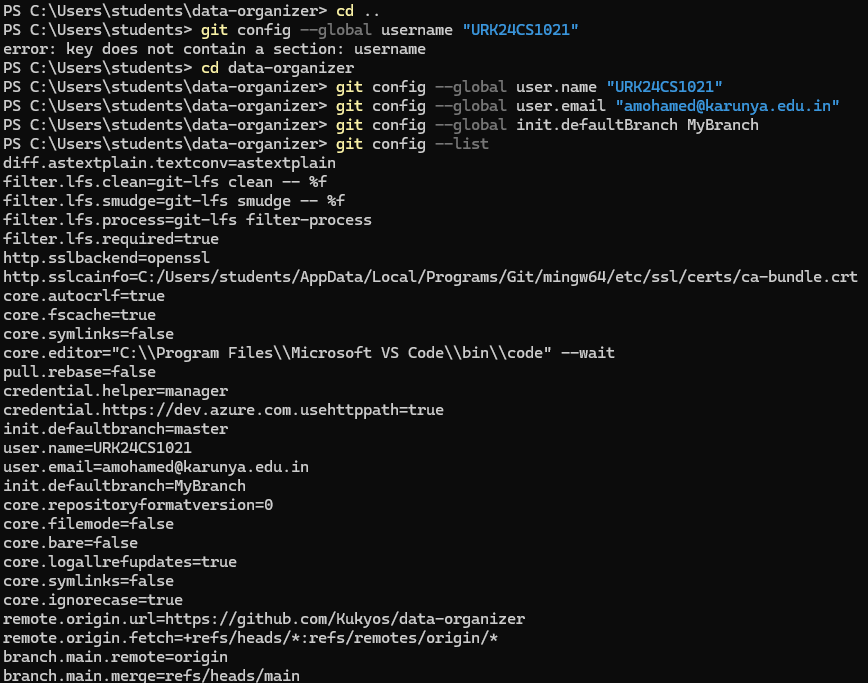 PS C:\Users\students\data-organizer> cd ..
PS C:\Users\students> git config --global username "URK24CS1021"
error: key does not contain a section: username
PS C:\Users\students> cd data-organizer
PS C:\Users\students\data-organizer> git config --global user.name "URK24CS1021"
PS C:\Users\students\data-organizer> git config --global user.email "amohamed@karunya.edu.in"
PS C:\Users\students\data-organizer> git config --global init.defaultBranch MyBranch
PS C:\Users\students\data-organizer> git config --list
diff.astextplain.textconv=astextplain
filter.lfs.clean=git-lfs clean -- %f
filter.lfs.smudge=git-lfs smudge -- %f
filter.lfs.process=git-lfs filter-process
filter.lfs.required=true
http.sslbackend=openssl
http.sslcainfo=C:/Users/students/AppData/Local/Programs/Git/mingw64/etc/ssl/certs/ca-bundle.crt
core.autocrlf=true
core.fscache=true
core.symlinks=false
core.editor="C:\\Program Files\\Microsoft VS Code\\bin\\code" --wait
pull.rebase=false
credential.helper=manager
credential.https://dev.azure.com.usehttppath=true
init.defaultbranch=master
user.name=URK24CS1021
user.email=amohamed@karunya.edu.in
init.defaultbranch=MyBranch
core.repositoryformatversion=0
core.filemode=false
core.bare=false
core.logallrefupdates=true
core.symlinks=false
core.ignorecase=true
remote.origin.url=https://github.com/Kukyos/data-organizer
remote.origin.fetch=+refs/heads/*:refs/remotes/origin/*
branch.main.remote=origin
branch.main.merge=refs/heads/main